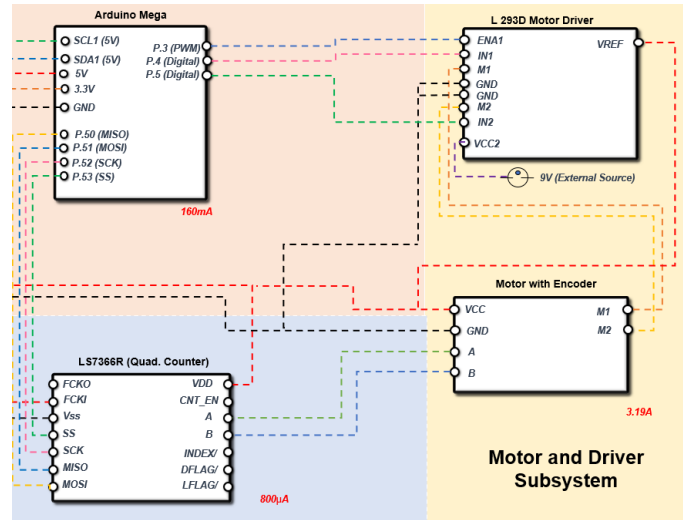 Arduino Mega
SCL1 (5V)
SDA1 (5V)
5V
3.3V
GND
P.50 (MISO)
P.51 (MOSI)
P.52 (SCK)
P.53 (SS)
P.3 (PWM)
P.4 (Digital)
P.5 (Digital)
160mA
L 293D Motor Driver
ENA1
IN1
M1
GND
GND
M2
IN2
VCC2
VREF
9V (External Source)
Motor with Encoder
VCC
GND
A
B
M1
M2
3.19A
LS7366R (Quad. Counter)
FCKO
FCKI
Vss
SS
SCK
MISO
MOSI
VDD
CNT_EN
A
B
INDEX/
DFLAG/
LFLAG/
800µA
Motor and Driver
Subsystem